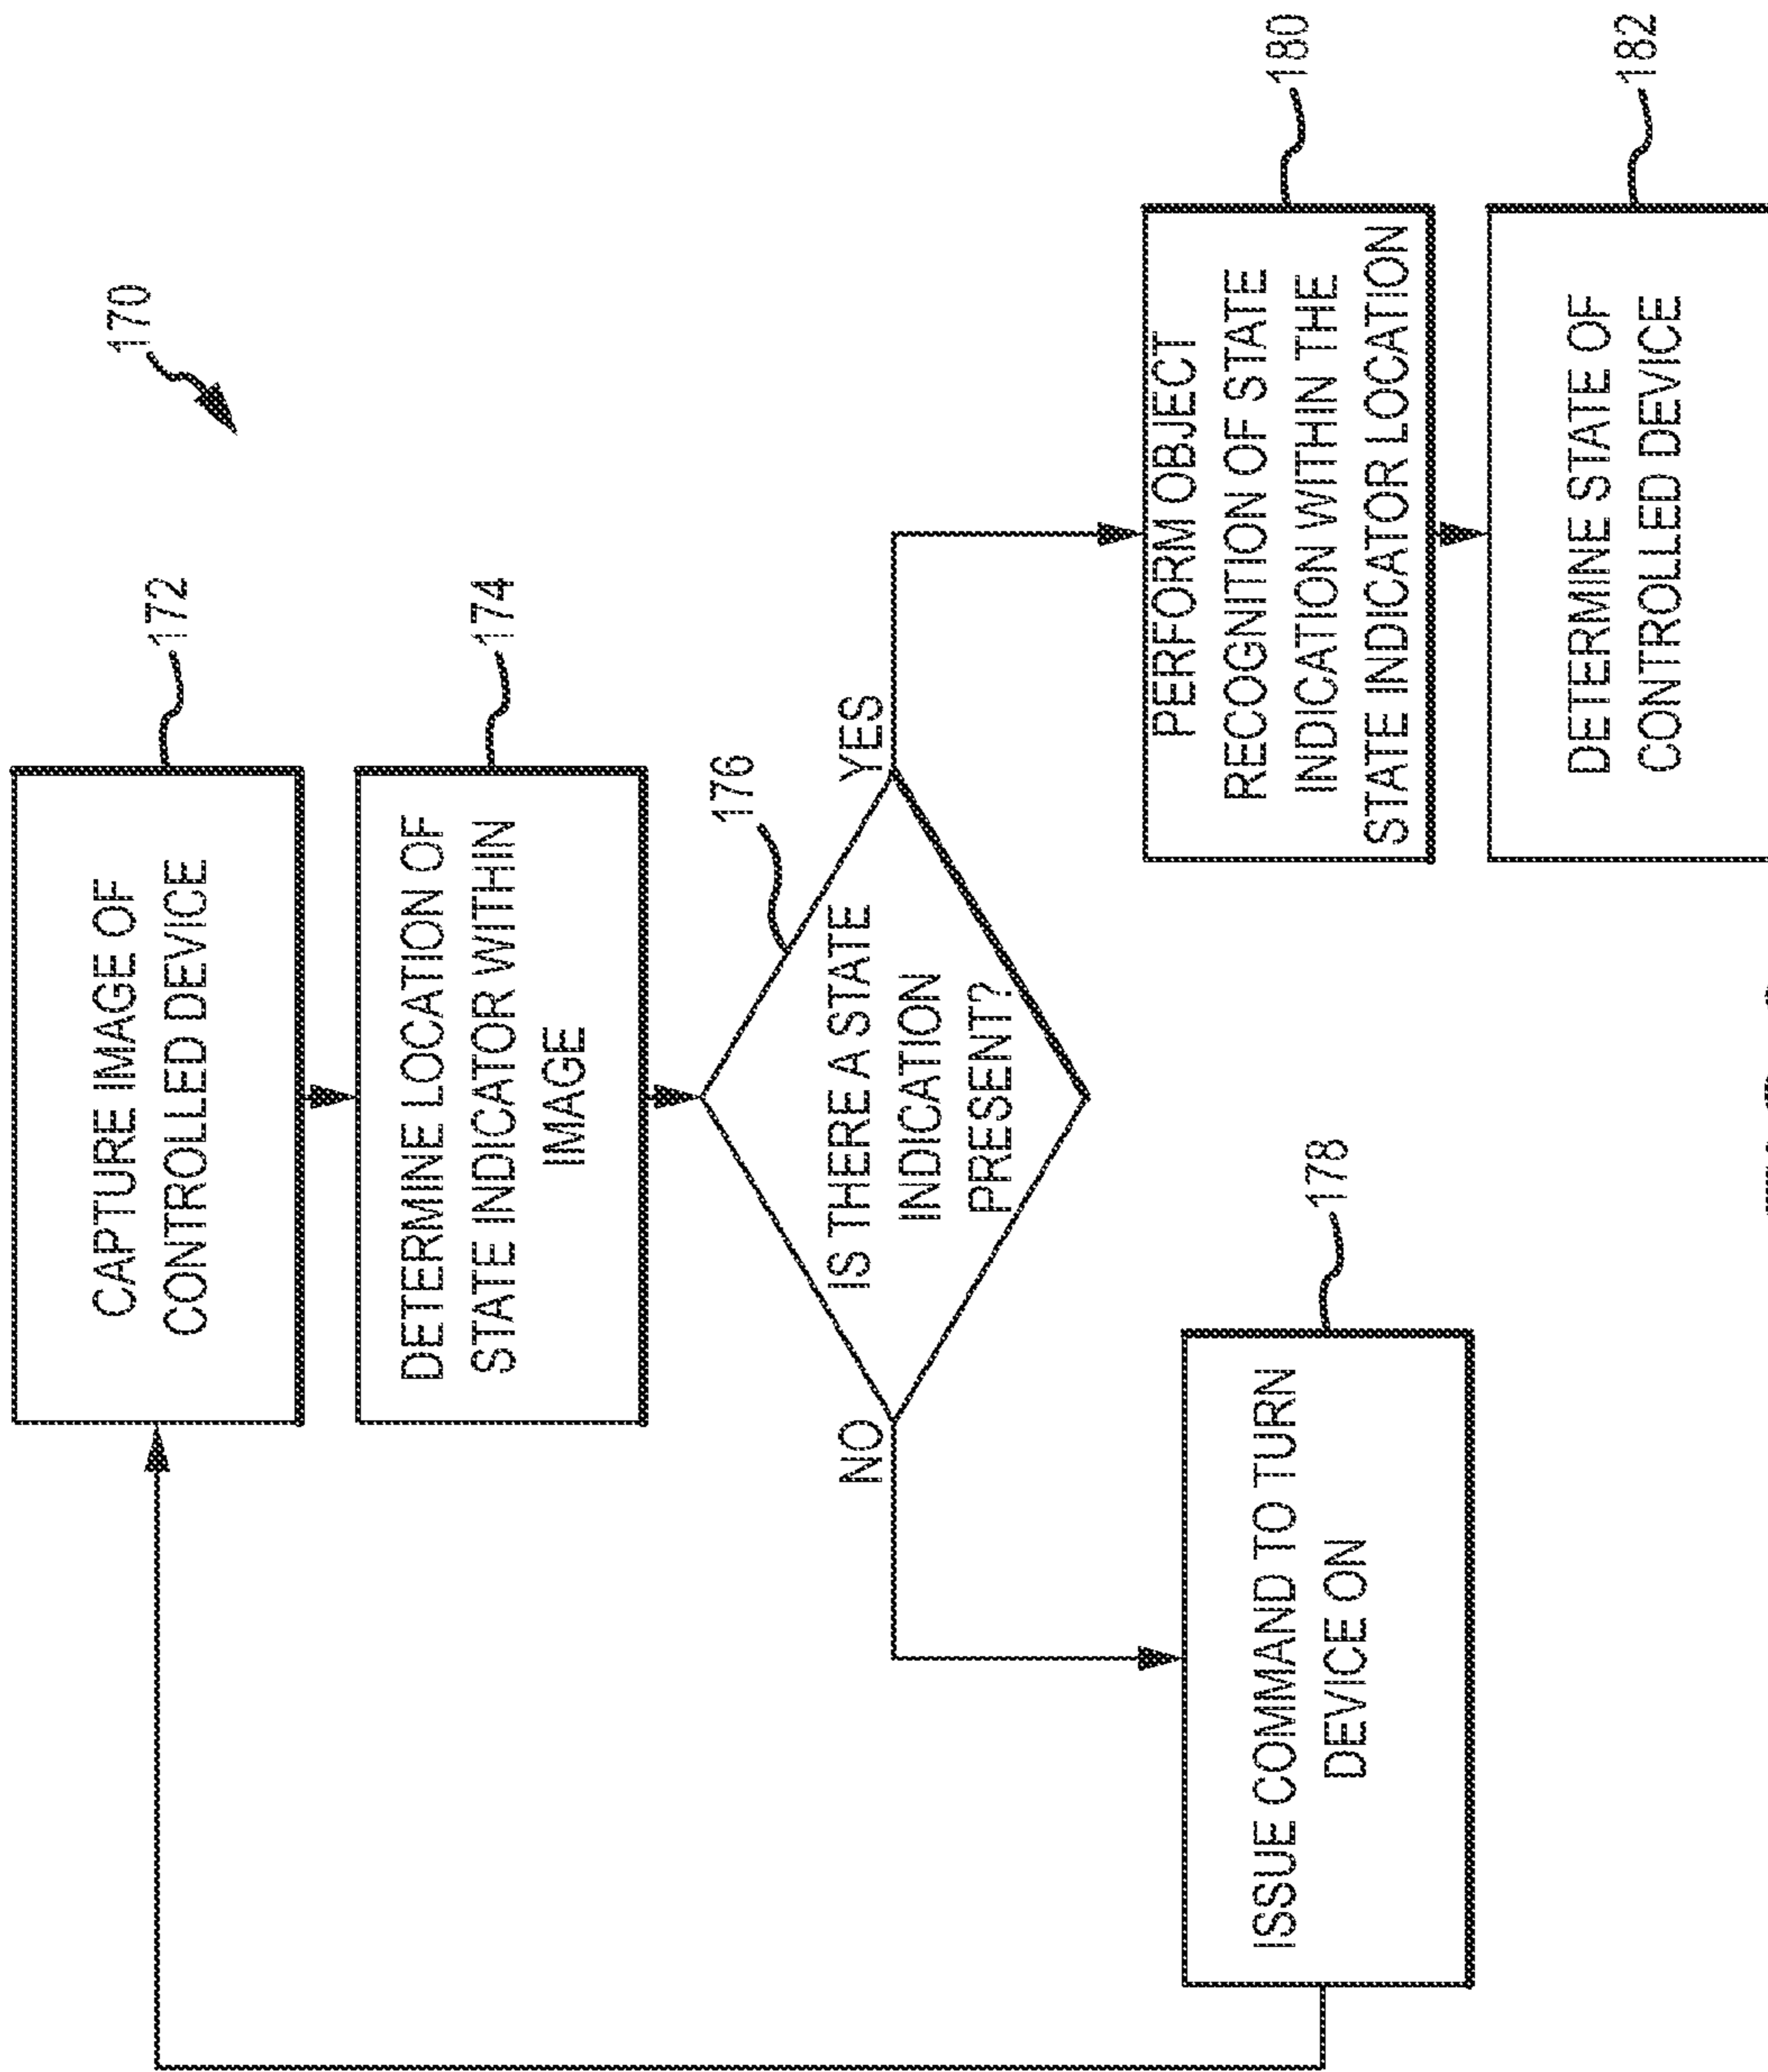 170
CAPTURE IMAGE OF
CONTROLLED DEVICE
172
DETERMINE LOCATION OF
STATE INDICATOR WITHIN
IMAGE
174
IS THERE A STATE
INDICATION
PRESENT?
176
NO
YES
ISSUE COMMAND TO TURN
DEVICE ON
178
PERFORM OBJECT
RECOGNITION OF STATE
INDICATION WITHIN THE
STATE INDICATOR LOCATION
180
DETERMINE STATE OF
CONTROLLED DEVICE
182